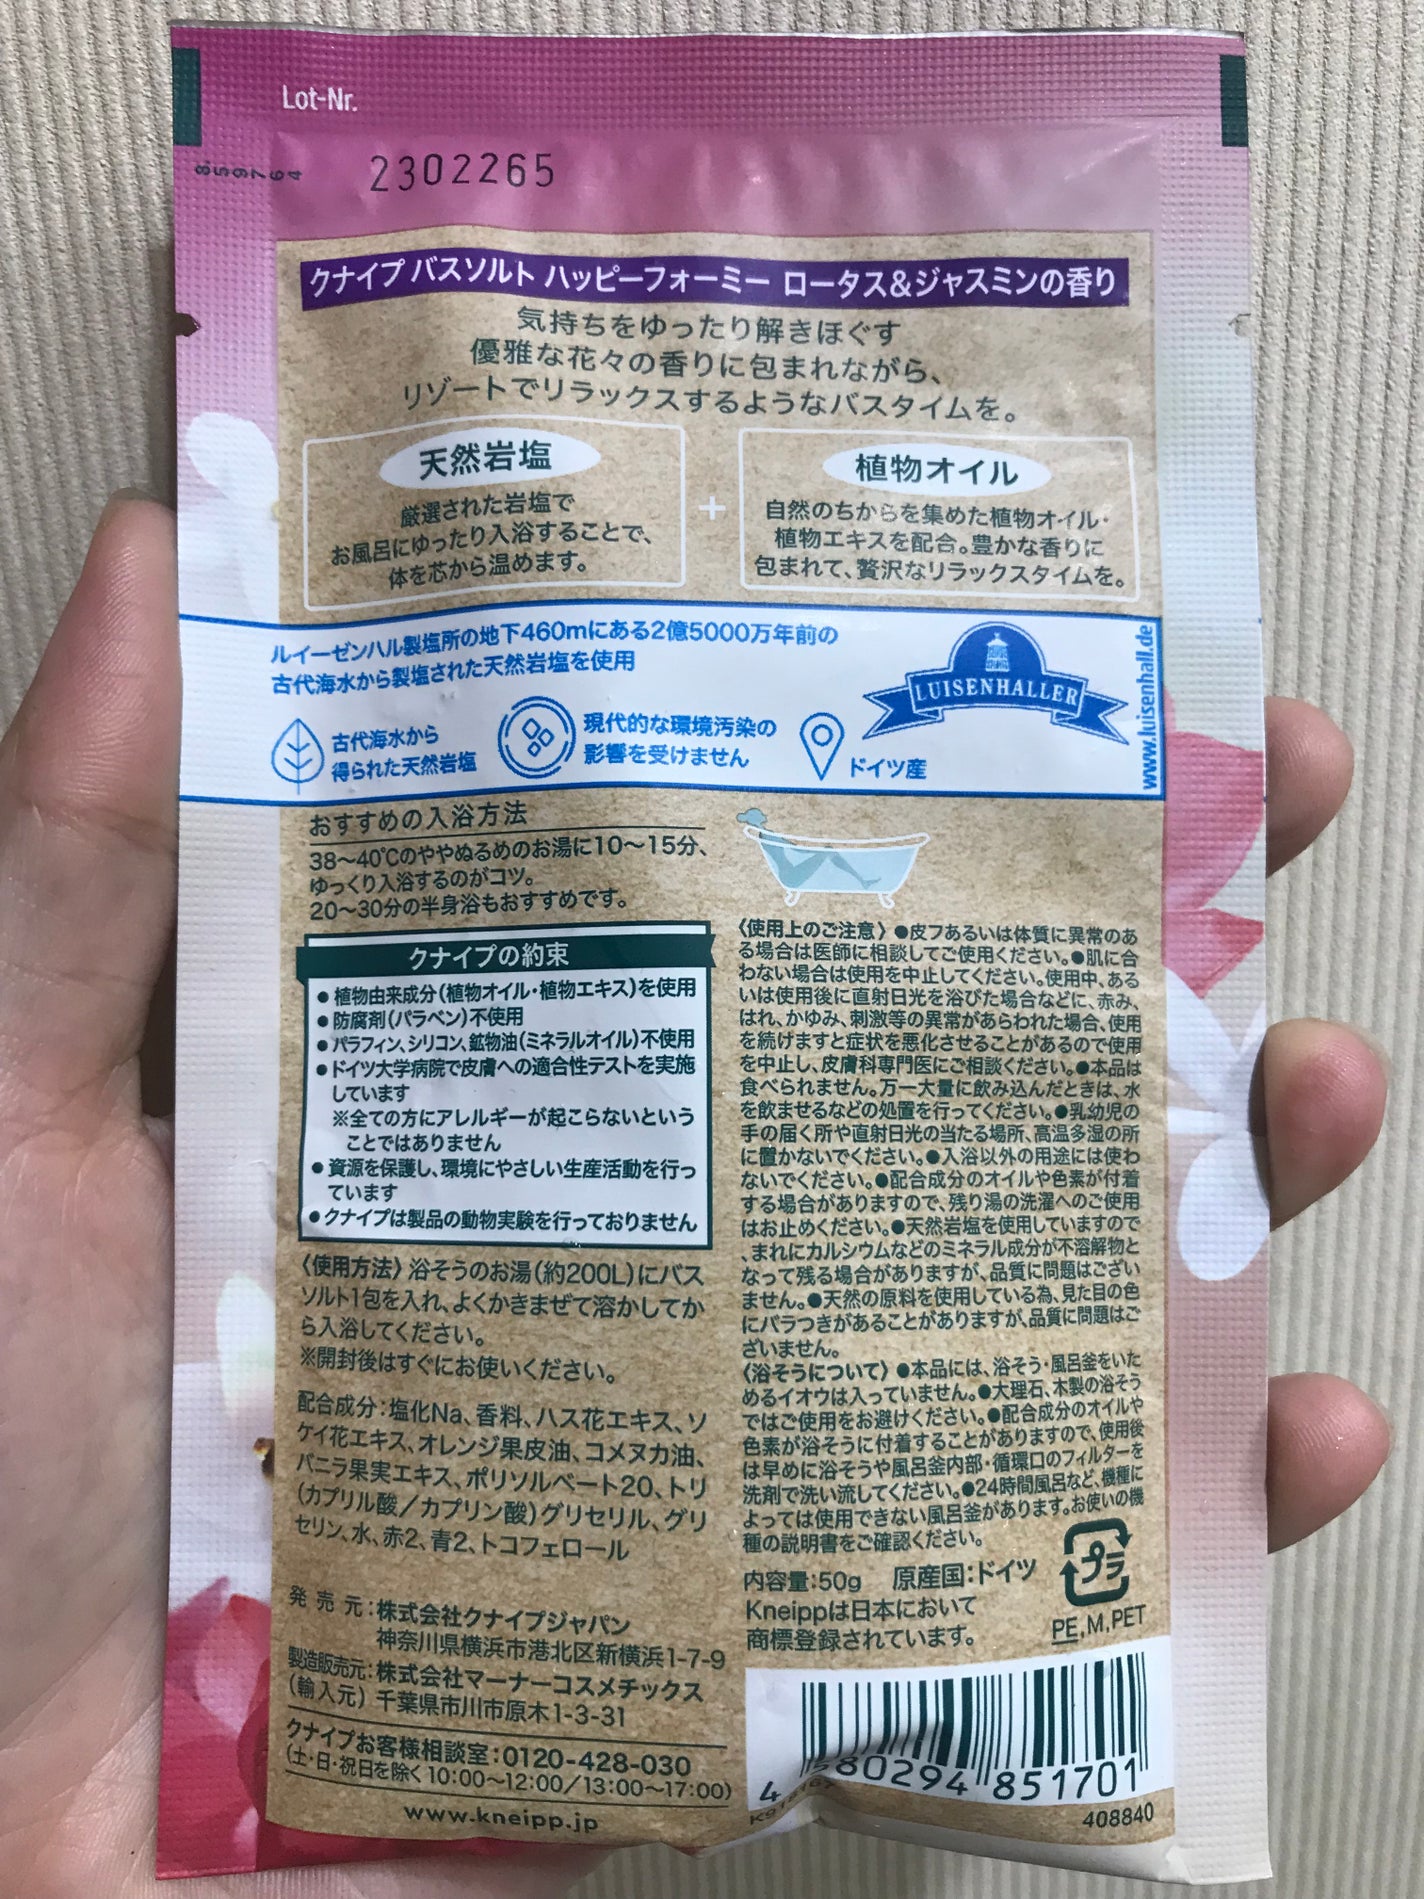 Lot-Nr.
859764
2302265
クナイプ バスソルト ハッピーフォーミー ロータス&ジャスミンの香り
気持ちをゆったり解きほぐす
優雅な花々の香りに包まれながら、
リゾートでリラックスするようなバスタイムを。
天然岩塩
厳選された岩塩で
お風呂にゆったり入浴することで、
体を芯から温めます。
+
植物オイル
自然のちからを集めた植物オイル・
植物エキスを配合。豊かな香りに
包まれて、贅沢なリラックスタイムを。
ルイーゼンハル製塩所の地下460mにある2億5000万年前の
古代海水から製塩された天然岩塩を使用
古代海水から
得られた天然岩塩
現代的な環境汚染の
影響を受けません
ドイツ産
LUISENHALLER
www.luisenhall.de
おすすめの入浴方法
38〜40℃のややぬるめのお湯に10〜15分、
ゆっくり入浴するのがコツ。
20〜30分の半身浴もおすすめです。
クナイプの約束
●植物由来成分(植物オイル・植物エキス)を使用
●防腐剤(パラベン)不使用
●パラフィン、シリコン、鉱物油(ミネラルオイル)不使用
●ドイツ大学病院で皮膚への適合性テストを実施
しています
※全ての方にアレルギーが起こらないという
ことではありません
●資源を保護し、環境にやさしい生産活動を行っ
ています
●クナイプは製品の動物実験を行っておりません
〈使用方法〉浴そうのお湯(約200L)にバス
ソルト1包を入れ、よくかきまぜて溶かしてか
ら入浴してください。
※開封後はすぐにお使いください。
配合成分:塩化Na、香料、ハス花エキス、ソ
ケイ花エキス、オレンジ果皮油、コメヌカ油、
バニラ果実エキス、ポリソルベート20、トリ
(カプリル酸/カプリン酸)グリセリル、グリ
セリン、水、赤2、青2、トコフェロール
発売元:株式会社クナイプジャパン
神奈川県横浜市港北区新横浜1-7-9
製造販売元:株式会社マーナーコスメチックス
(輸入元) 千葉県市川市原木1-3-31
クナイプお客様相談室:0120-428-030
(土・日・祝日を除く10:00〜12:00/13:00〜17:00)
www.kneipp.jp
〈使用上のご注意〉●皮フあるいは体質に異常のあ
る場合は医師に相談してご使用ください。●肌に合
わない場合は使用を中止してください。使用中、ある
いは使用後に直射日光を浴びた場合などに、赤み、
はれ、かゆみ、刺激等の異常があらわれた場合、使用
を続けますと症状を悪化させることがあるので使用
を中止し、皮膚科専門医にご相談ください。●本品は
食べられません。万一大量に飲み込んだときは、水
を飲ませるなどの処置を行ってください。●乳幼児の
手の届く所や直射日光の当たる場所、高温多湿の所
に置かないでください。●入浴以外の用途には使わ
ないでください。●配合成分のオイルや色素が付着
する場合がありますので、残り湯の洗濯へのご使用
はお止めください。●天然岩塩を使用していますので
、まれにカルシウムなどのミネラル成分が不溶解物と
なって残る場合がありますが、品質に問題はござい
ません。●天然の原料を使用している為、見た目の色
にバラつきがあることがありますが、品質に問題はご
ざいません。
〈浴そうについて〉●本品には、浴そう・風呂釜をいた
めるイオウは入っていません。●大理石、木製の浴そう
ではご使用をお避けください。●配合成分のオイルや
色素が浴そうに付着することがありますので、使用後
は早めに浴そうや風呂釜内部・循環口のフィルターを
洗剤で洗い流してください。●24時間風呂など、機種に
よっては使用できない風呂釜があります。お使いの機
種の説明書をご確認ください。
内容量:50g 原産国:ドイツ
Kneippは日本において
商標登録されています。
プラ
PE,M,PET
4 580294 851701
408840